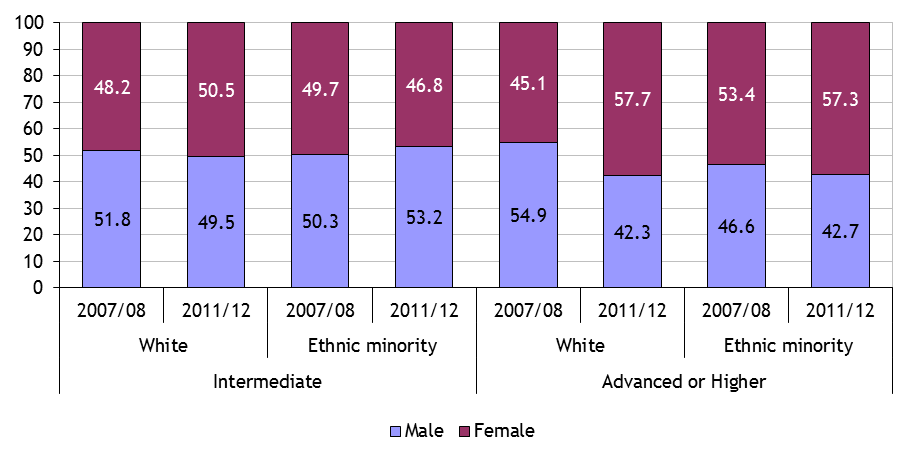 100
90
80
70
60
50
40
30
20
10
0
48.2 50.5 49.7 46.8 45.1 57.7 53.4 57.3
51.8 49.5 50.3 53.2 54.9 42.3 46.6 42.7
2007/08 2011/12 2007/08 2011/12 2007/08 2011/12 2007/08 2011/12
White Ethnic minority White Ethnic minority
Intermediate Advanced or Higher
Male Female